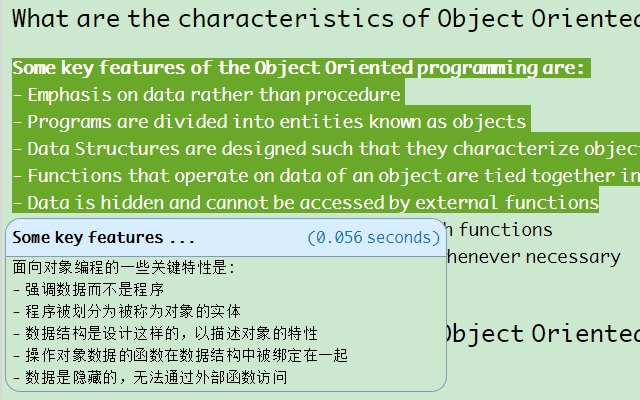 What are the characteristics of Object Oriented
Some key features of the Object Oriented programming are:
- Emphasis on data rather than procedure
- Programs are divided into entities known as objects
- Data Structures are designed such that they characterize objec
- Functions that operate on data of an object are tied together in
- Data is hidden and cannot be accessed by external functions
h functions
henever necessary
Some key features ... (0.056 seconds)
面向对象编程的一些关键特性是:
- 强调数据而不是程序
- 程序被划分为被称为对象的实体
- 数据结构是设计这样的，以描述对象的特性
- 操作对象数据的函数在数据结构中被绑定在一起
- 数据是隐藏的，无法通过外部函数访问
Object Oriented